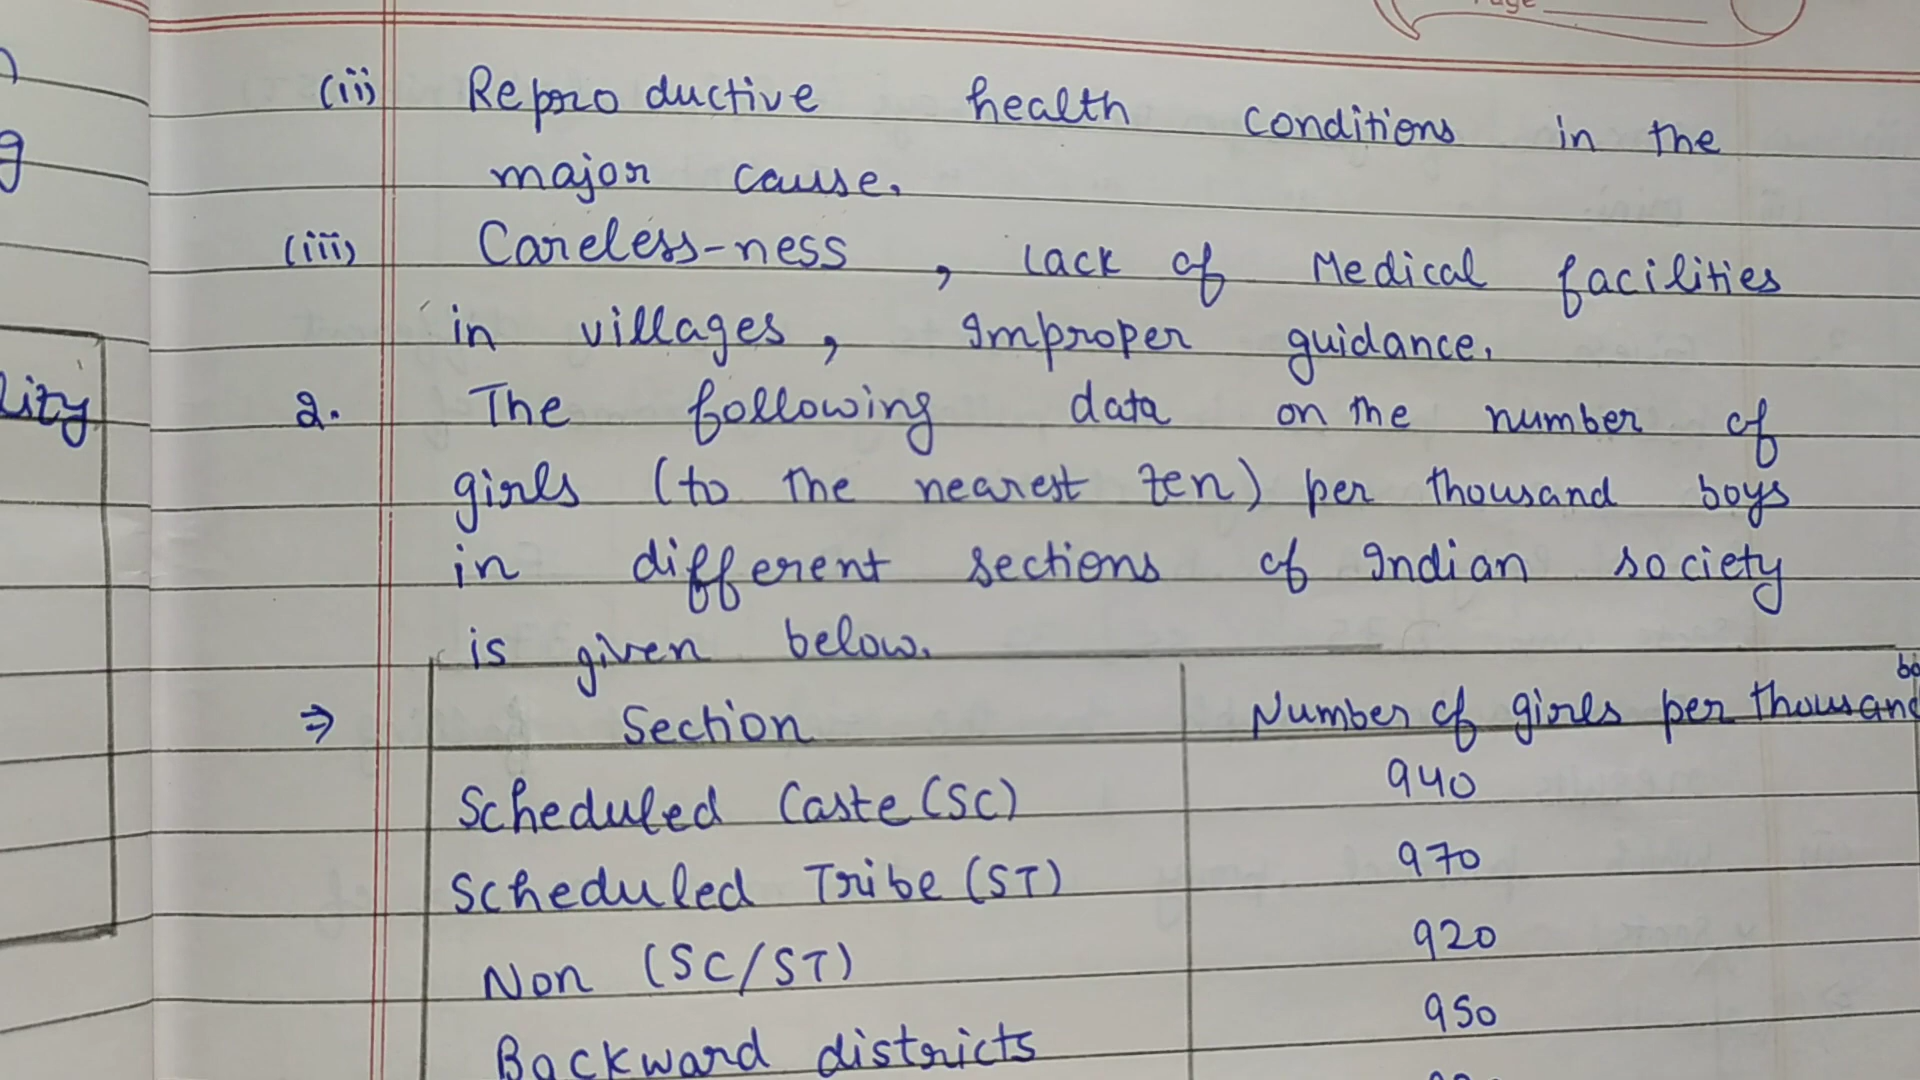 Page
(ii) Reproductive health conditions in the
major cause.
(iii) Careless-ness, Lack of Medical facilities
in villages, Improper guidance.
lity
2. The following data on the number of
girls (to the nearest ten) per thousand boys
in different sections of Indian society
is given below.
⇒ Section Number of girls per thousand
Scheduled Caste (SC) 940
Scheduled Tribe (ST) 970
Non (SC/ST) 920
Backward districts 950